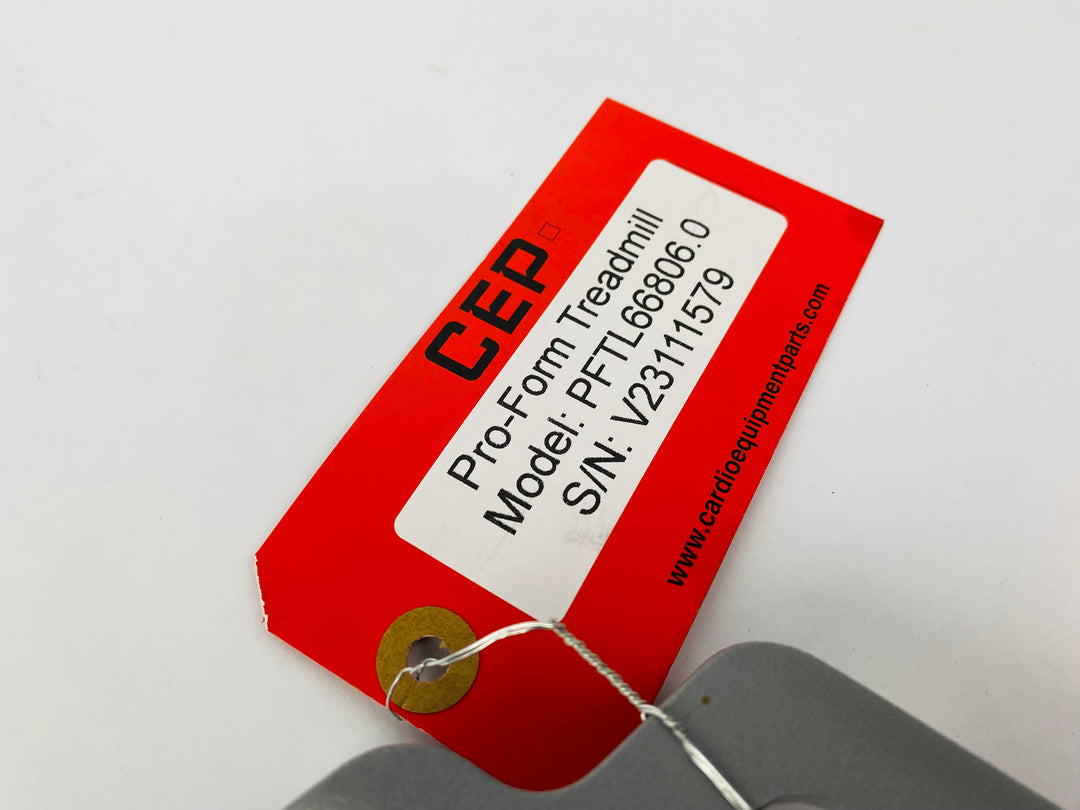 CEP
Pro-Form Treadmill
Model: PFTL66806.0
S/N: V23111579
www.cardioequipmentparts.com